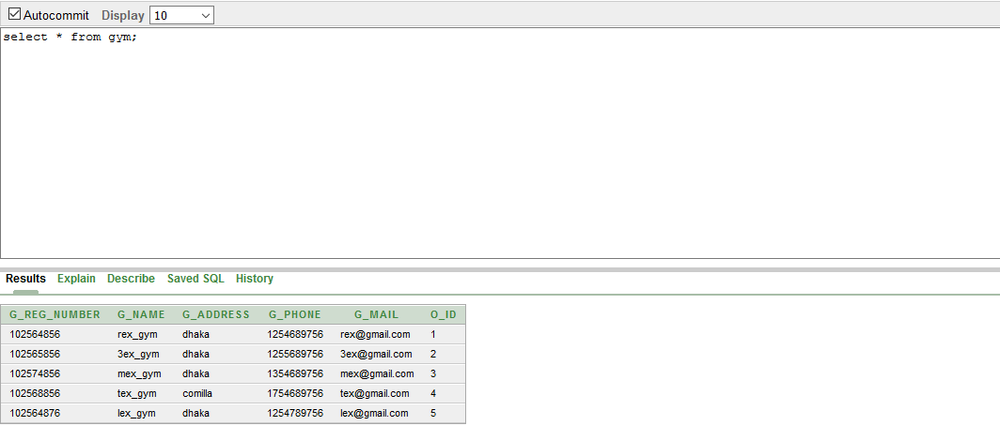 Autocommit Display 10
select * from gym;
Results Explain Describe Saved SQL History
G_REG_NUMBER G_NAME G_ADDRESS G_PHONE G_MAIL O_ID
102564856 rex_gym dhaka 1254689756 rex@gmail.com 1
102565856 3ex_gym dhaka 1255689756 3ex@gmail.com 2
102574856 mex_gym dhaka 1354689756 mex@gmail.com 3
102568856 tex_gym comilla 1754689756 tex@gmail.com 4
102564876 lex_gym dhaka 1254789756 lex@gmail.com 5